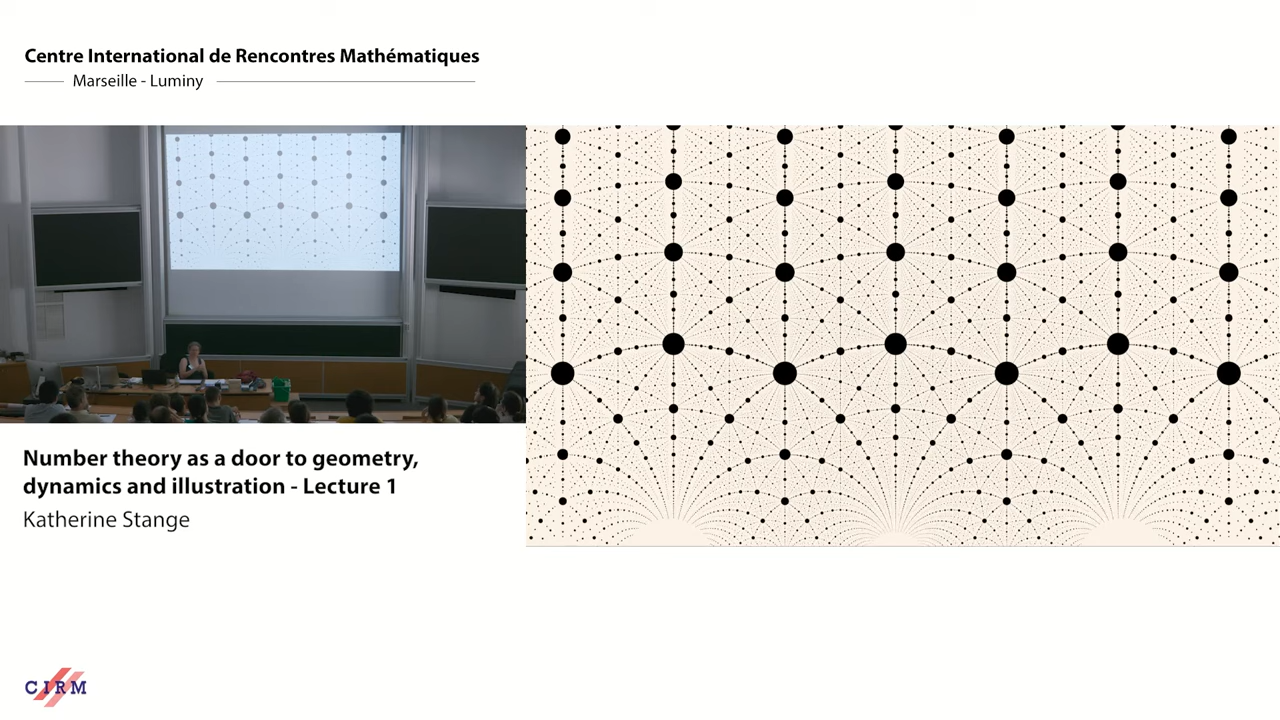 Centre International de Rencontres Mathématiques
Marseille - Luminy
Number theory as a door to geometry,
dynamics and illustration - Lecture 1
Katherine Stange
CIRM